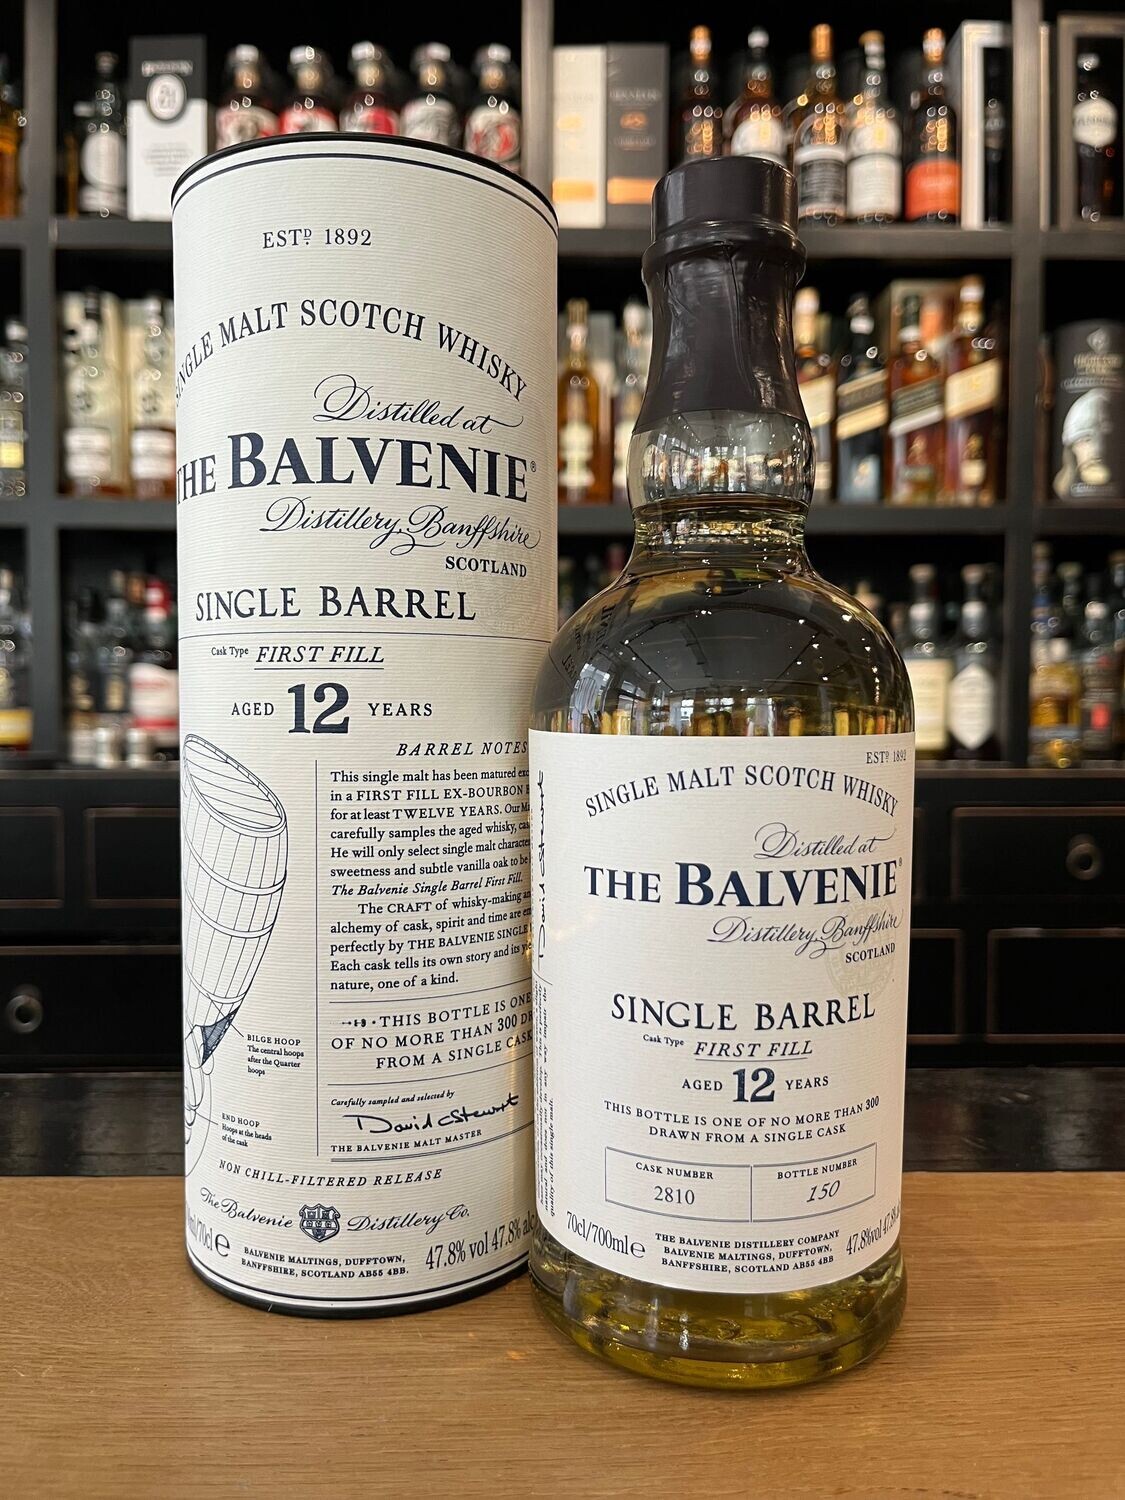 ESTD 1892
SINGLE MALT SCOTCH WHISKY
Distilled at
THE BALVENIE®
Distillery, Banffshire
SCOTLAND
SINGLE BARREL
Cask Type FIRST FILL
AGED 12 YEARS
BARREL NOTES
This single malt has been matured
in a FIRST FILL EX-BOURBON
for at least TWELVE YEARS. Our
carefully samples the aged whisky,
He will only select single malt
sweetness and subtle vanilla oak to be
The Balvenie Single Barrel First Fill.
The CRAFT of whisky-making
alchemy of cask, spirit and time are
perfectly by THE BALVENIE SINGLE
Each cask tells its own story and its
nature, one of a kind.
THIS BOTTLE IS ONE
OF NO MORE THAN 300
FROM A SINGLE CASK
BILGE HOOP
The central hoops
after the Quarter
hoops
END HOOP
Hoops at the heads
of the cask
Carefully sampled and selected by
David C Stewart
THE BALVENIE MALT MASTER
NON CHILL-FILTERED RELEASE
The Balvenie Distillery Co.
70cl e
BALVENIE MALTINGS, DUFFTOWN,
BANFFSHIRE, SCOTLAND AB55 4BB.
47.8% vol 47.8% alc
ESTD 1892
SINGLE MALT SCOTCH WHISKY
Distilled at
THE BALVENIE®
Distillery, Banffshire
SCOTLAND
SINGLE BARREL
Cask Type FIRST FILL
AGED 12 YEARS
THIS BOTTLE IS ONE OF NO MORE THAN 300
DRAWN FROM A SINGLE CASK
CASK NUMBER
2810
BOTTLE NUMBER
150
70cl/700ml e
THE BALVENIE DISTILLERY COMPANY
BALVENIE MALTINGS, DUFFTOWN,
BANFFSHIRE, SCOTLAND AB55 4BB
47.8%vol
David C Stewart
quality of this single malt.